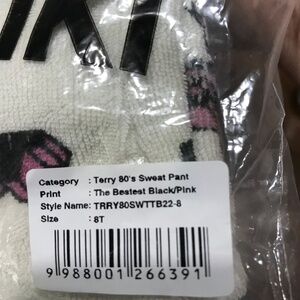 Category : Terry 80's Sweat Pant
Print : The Bestest Black/Pink
Style Name: TRRY80SWTTB22-8
Size : 8T
9 988001 266391